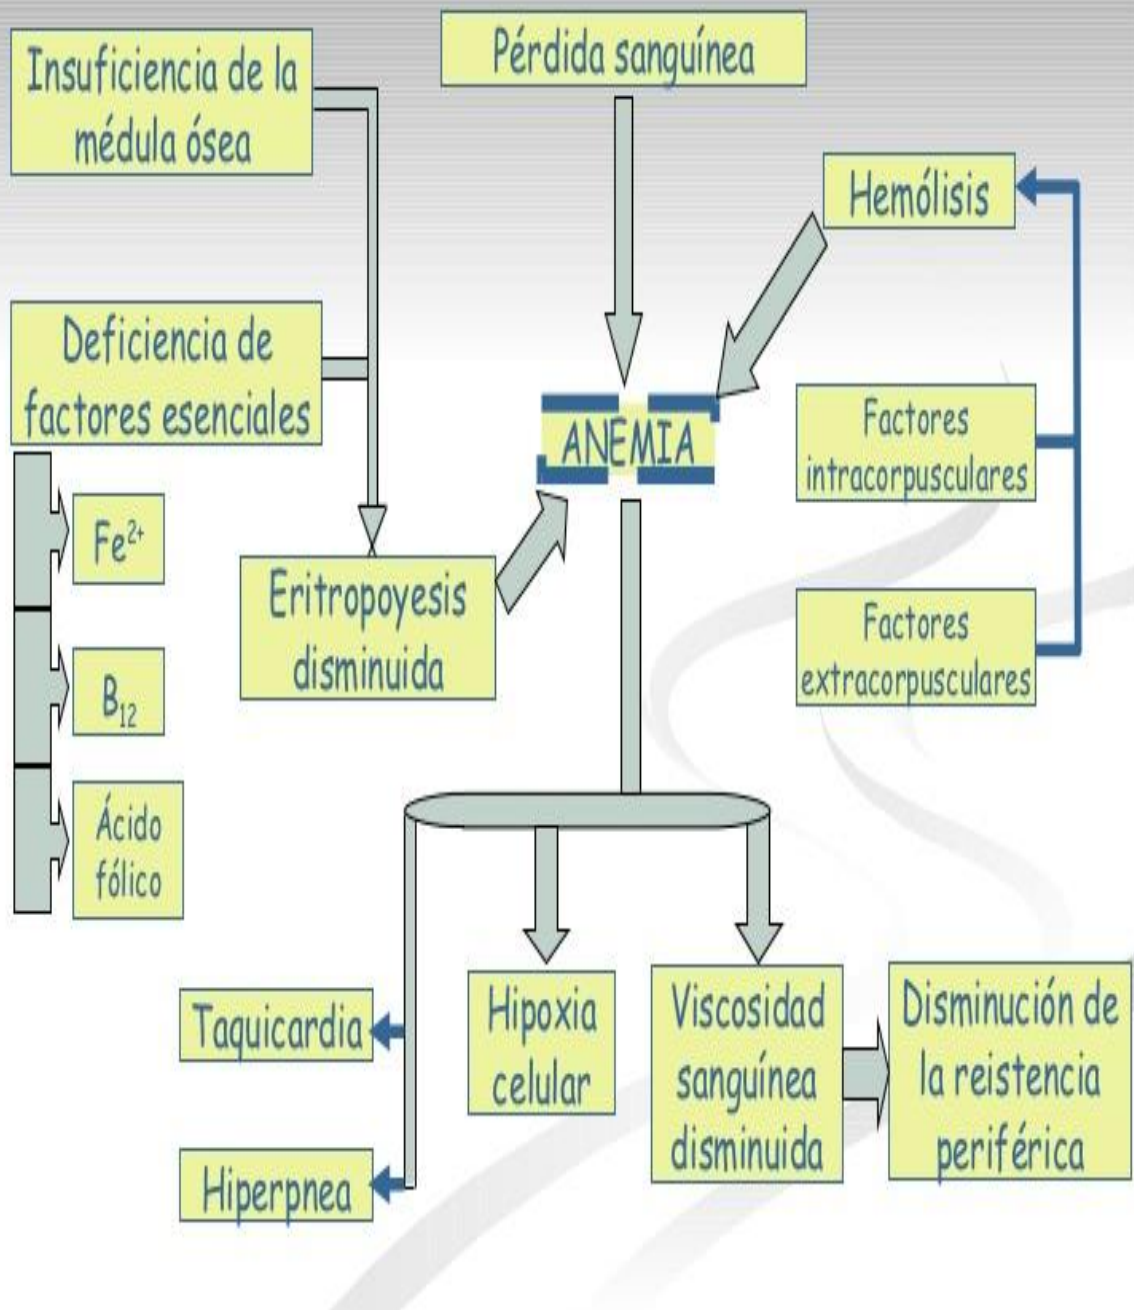 Pérdida sanguínea
Insuficiencia de la
médula ósea
Hemólisis
Deficiencia de
factores esenciales
ANEMIA
Factores
intracorpusculares
Fe²⁺
Eritropoyesis
disminuida
Factores
extracorpusculares
B₁₂
Ácido
fólico
Taquicardia
Hipoxia
celular
Viscosidad
sanguínea
disminuida
Disminución de
la reistencia
periférica
Hiperpnea